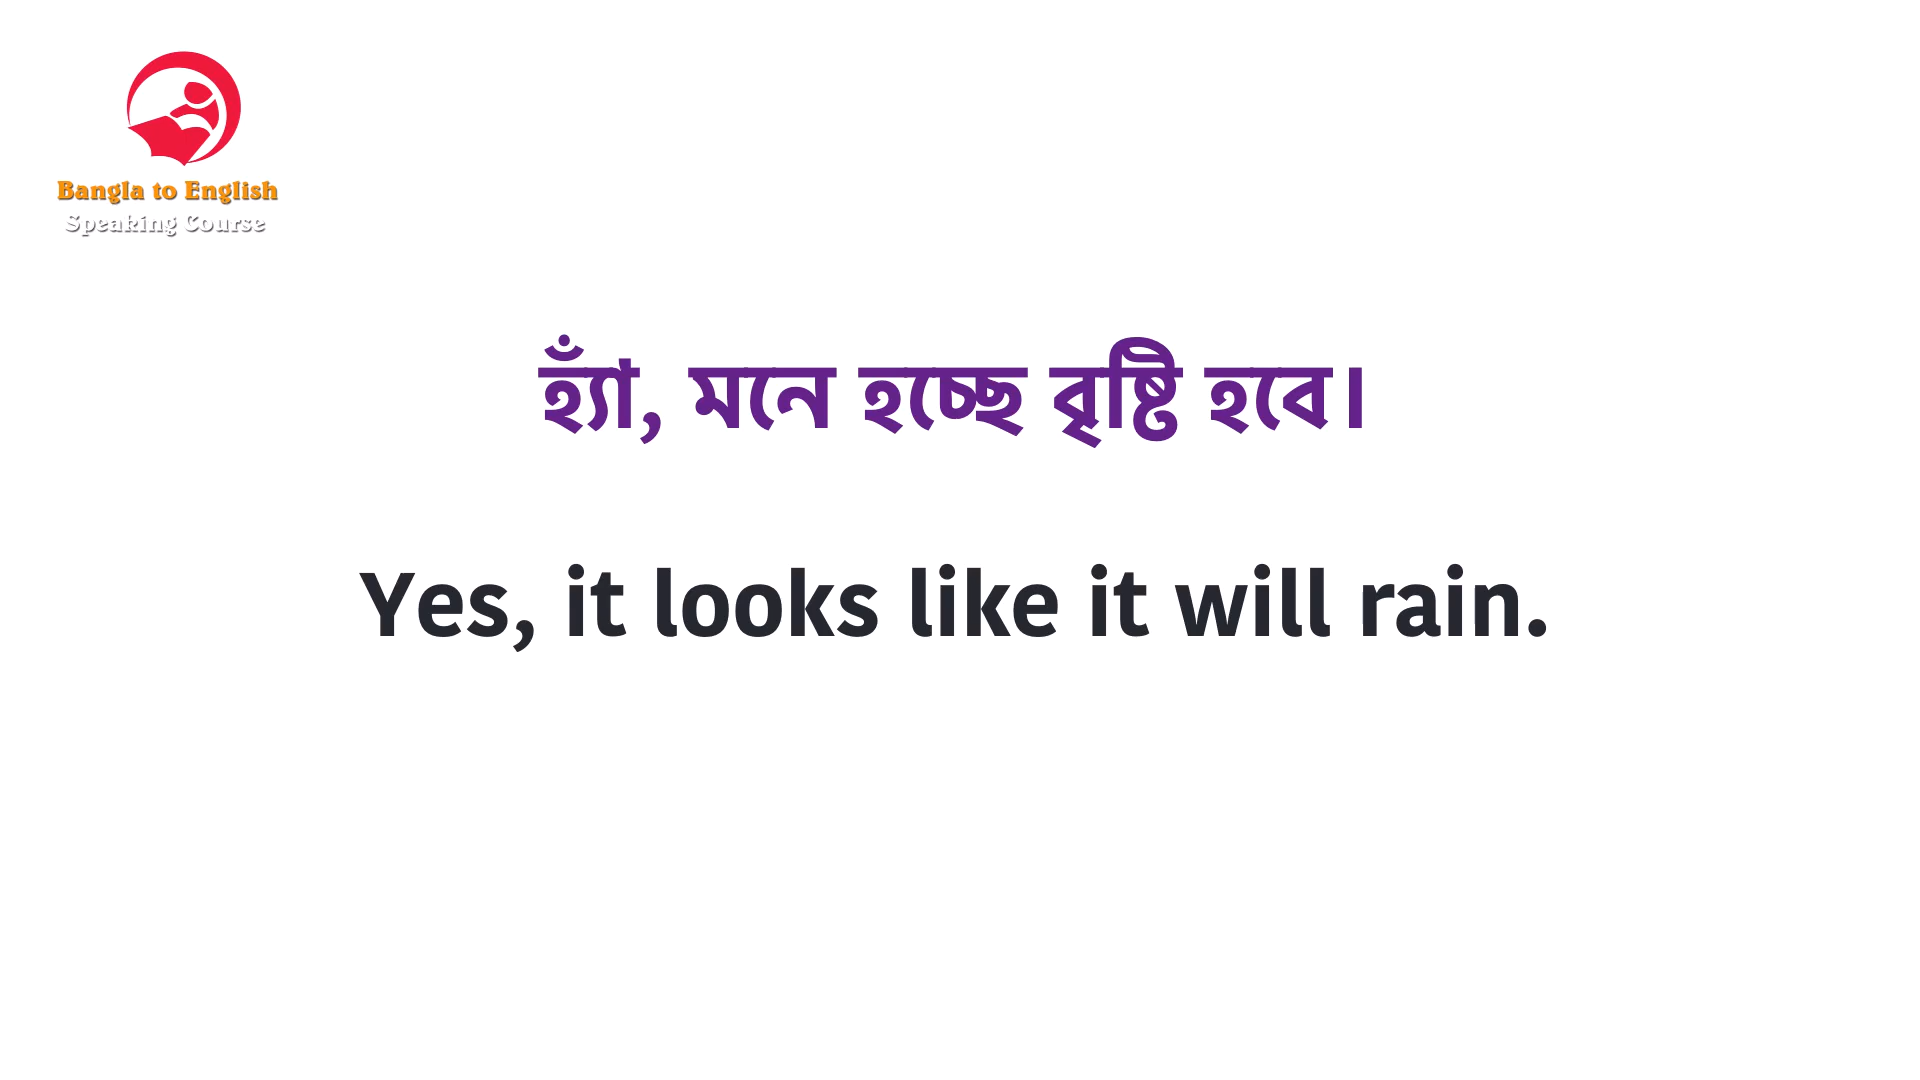 Bangla to English
Speaking Course
হ্যাঁ, মনে হচ্ছে বৃষ্টি হবে।
Yes, it looks like it will rain.